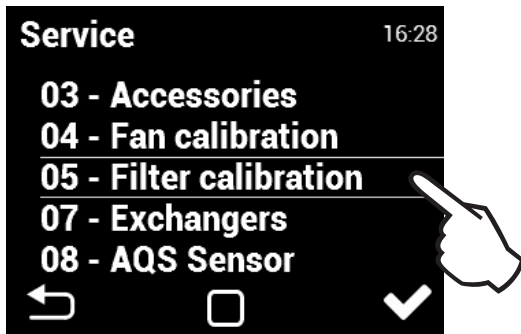 Service
16:28
03 - Accessories
04 - Fan calibration
05 - Filter calibration
07 - Exchangers
08 - AQS Sensor